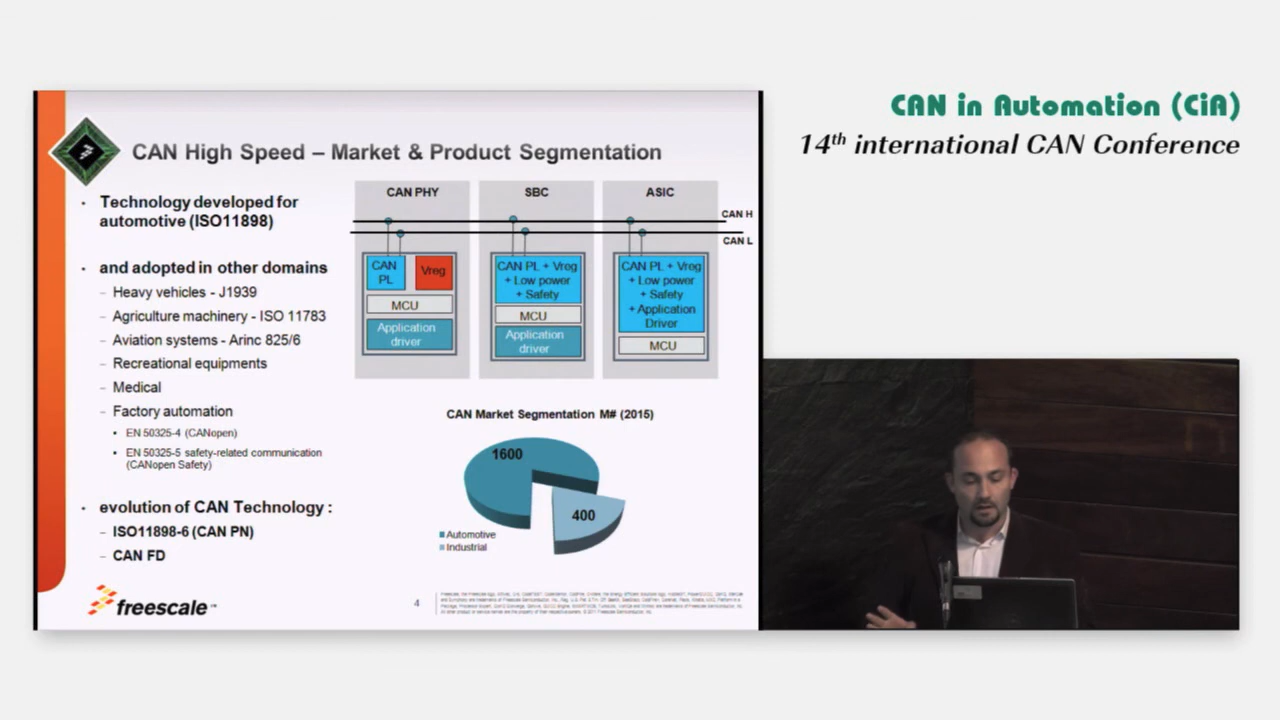 CAN in Automation (CiA)
14th international CAN Conference
CAN High Speed – Market & Product Segmentation
• Technology developed for
automotive (ISO11898)
• and adopted in other domains
– Heavy vehicles - J1939
– Agriculture machinery - ISO 11783
– Aviation systems - Arinc 825/6
– Recreational equipments
– Medical
– Factory automation
• EN 50325-4 (CANopen)
• EN 50325-5 safety-related communication
(CANopen Safety)
• evolution of CAN Technology :
– ISO11898-6 (CAN PN)
– CAN FD
CAN PHY
CAN
PL
Vreg
MCU
Application
driver
SBC
CAN PL + Vreg
+ Low power
+ Safety
MCU
Application
driver
ASIC
CAN PL + Vreg
+ Low power
+ Safety
+ Application
Driver
MCU
CAN H
CAN L
CAN Market Segmentation M# (2015)
1600
400
Automotive
Industrial
freescale™
4